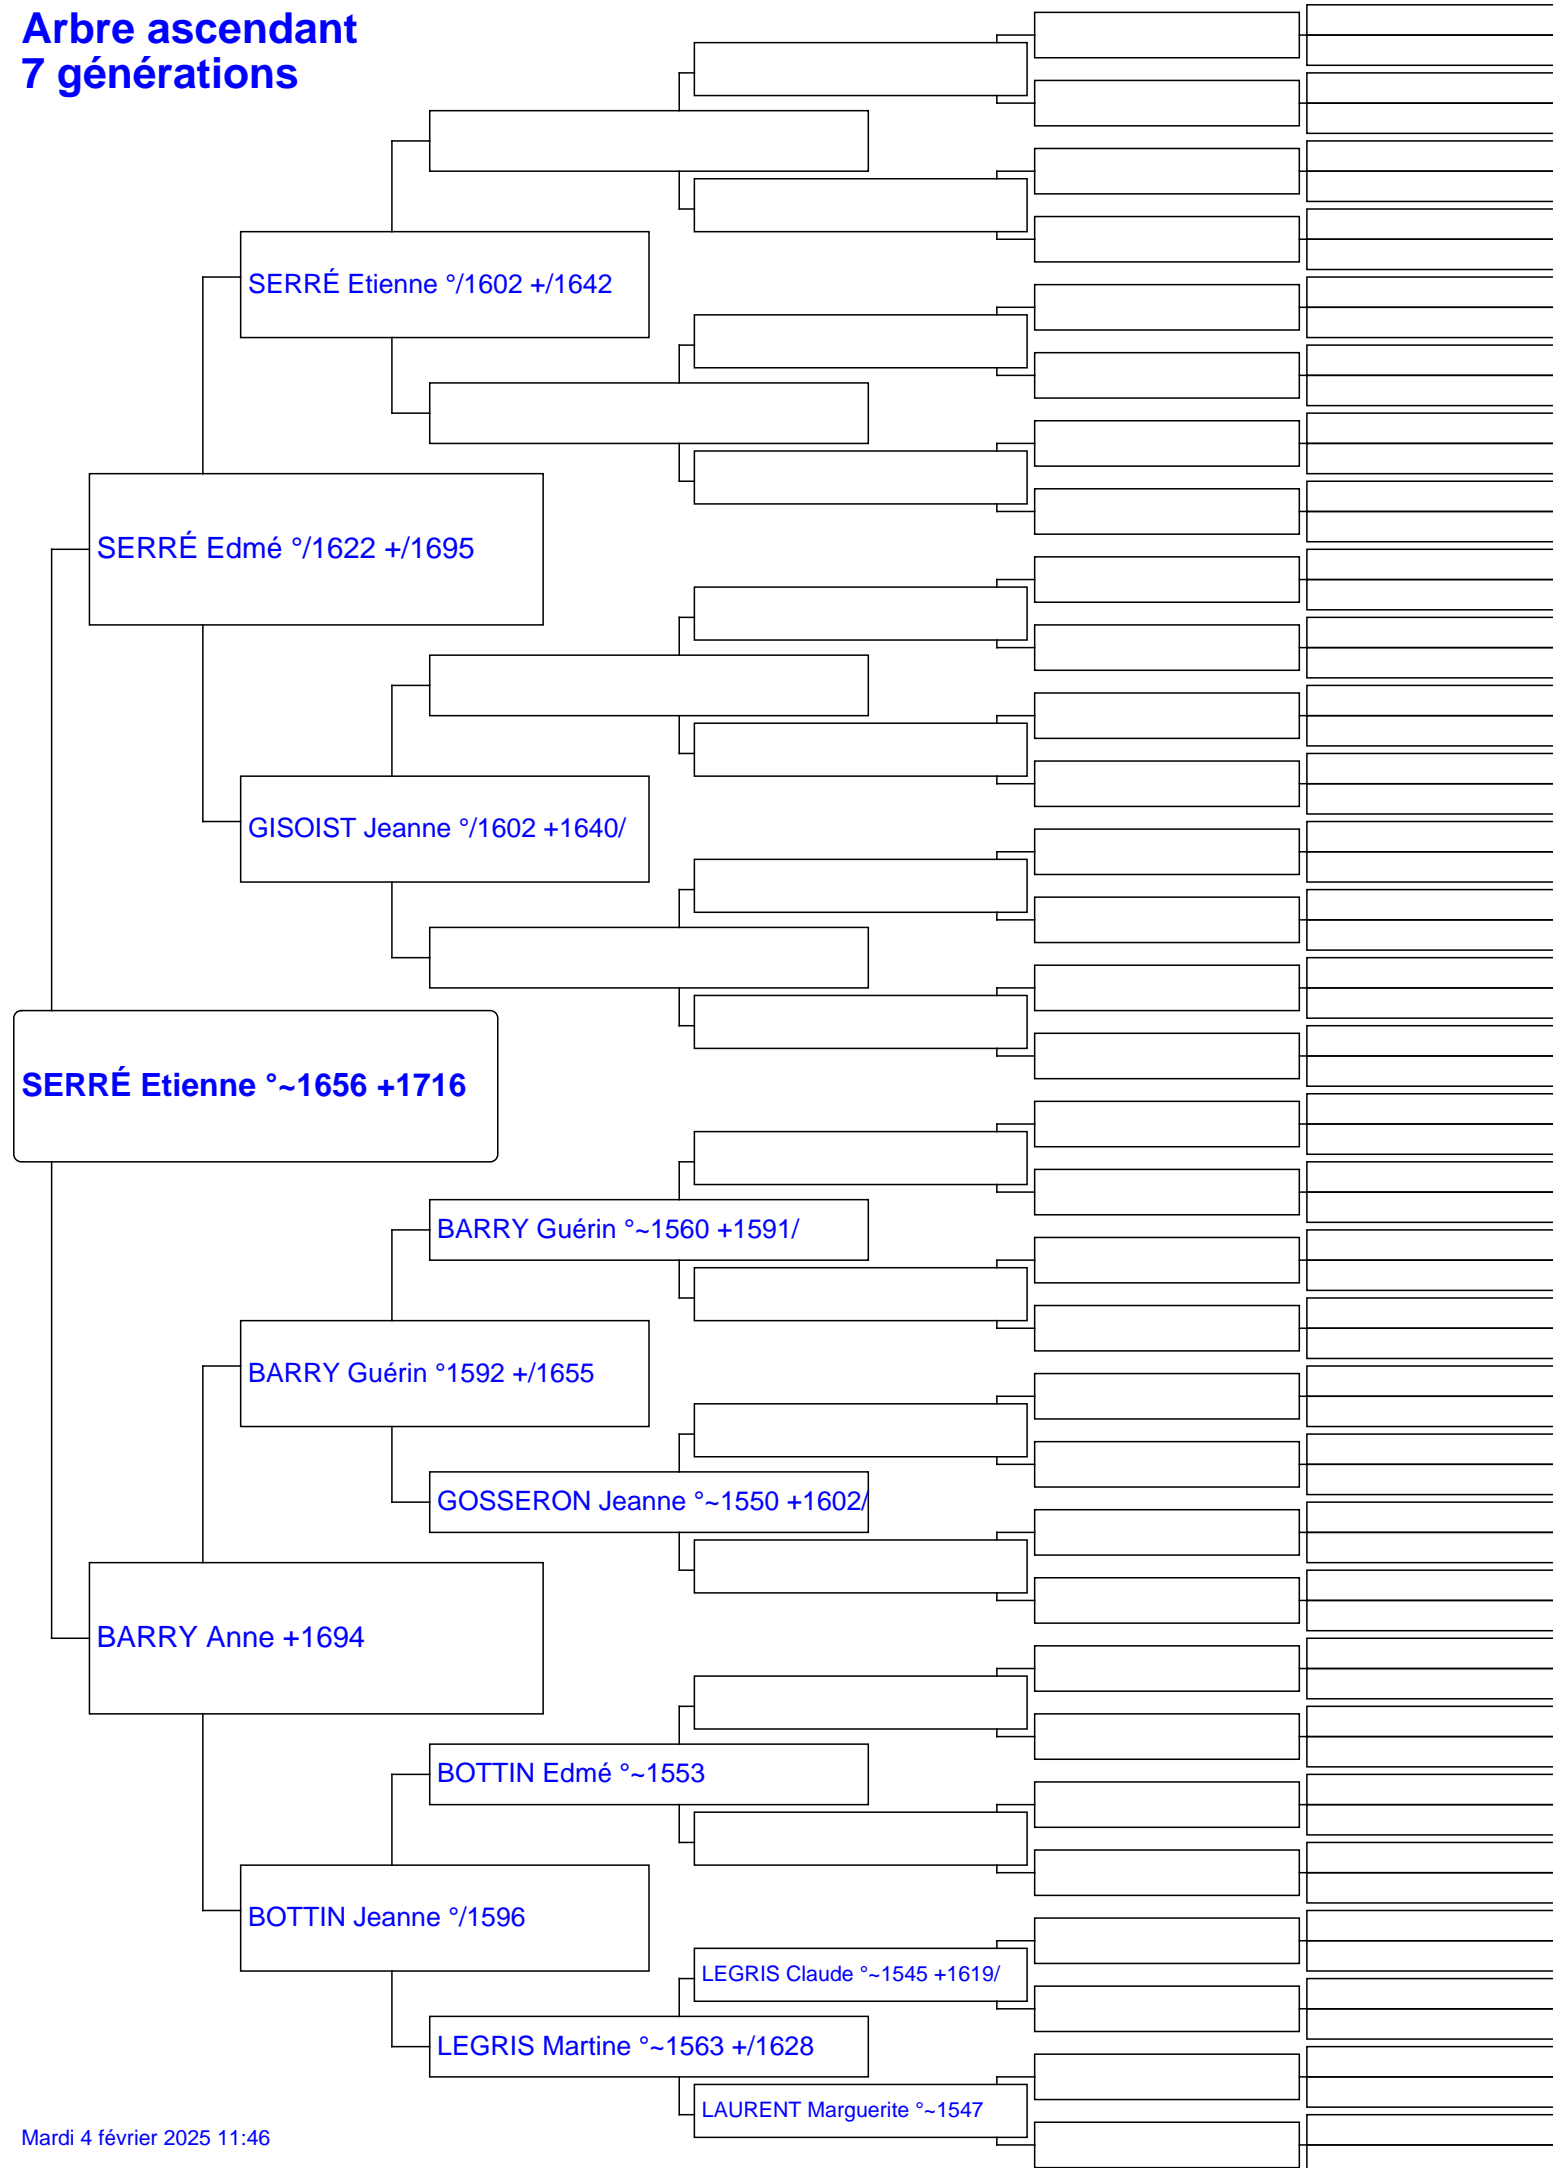 Arbre ascendant
7 générations
SERRÉ Etienne °/1602 +/1642
SERRÉ Edmé °/1622 +/1695
GISOIST Jeanne °/1602 +1640/
SERRÉ Etienne °~1656 +1716
BARRY Guérin °~1560 +1591/
BARRY Guérin °1592 +/1655
GOSSERON Jeanne °~1550 +1602/
BARRY Anne +1694
BOTTIN Edmé °~1553
BOTTIN Jeanne °/1596
LEGRIS Claude °~1545 +1619/
LEGRIS Martine °~1563 +/1628
LAURENT Marguerite °~1547
Mardi 4 février 2025 11:46